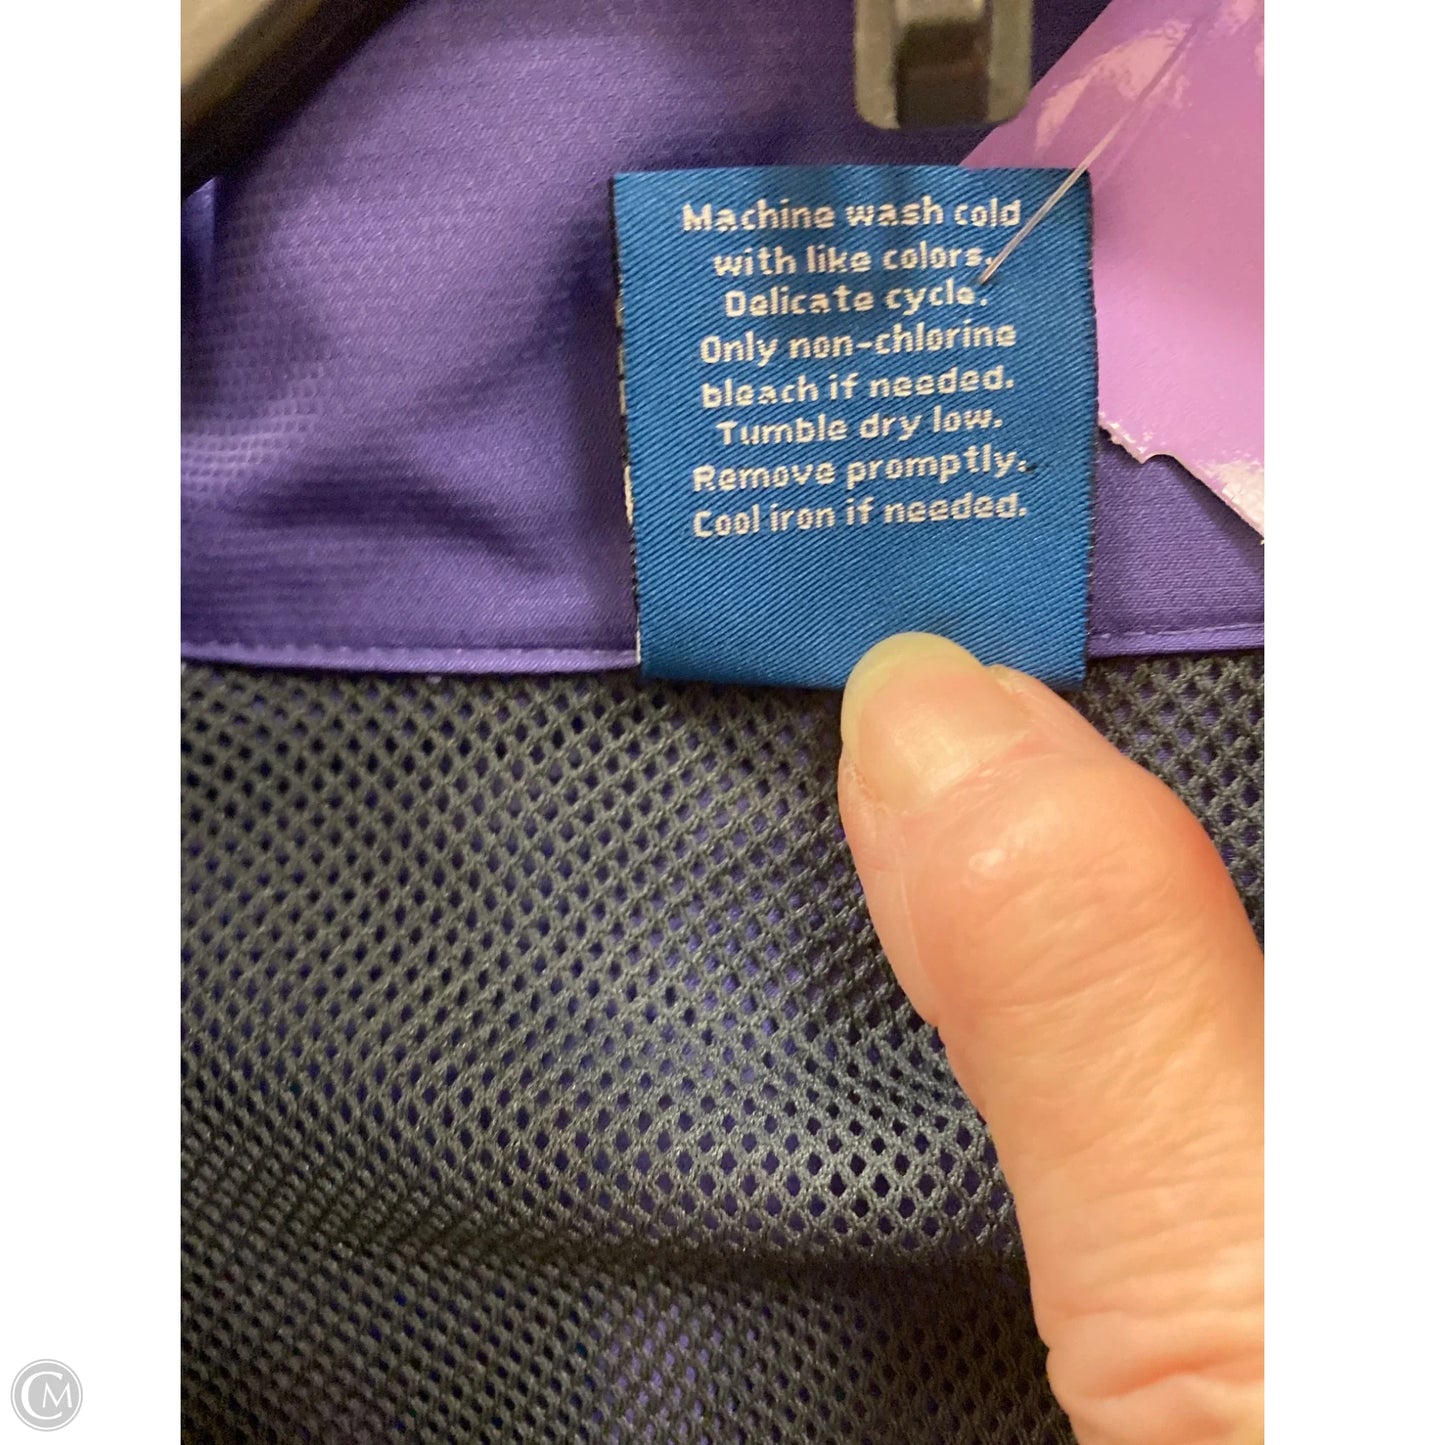 Machine wash cold
with like colors.
Delicate cycle.
Only non-chlorine
bleach if needed.
Tumble dry low.
Remove promptly.
Cool iron if needed.
CM